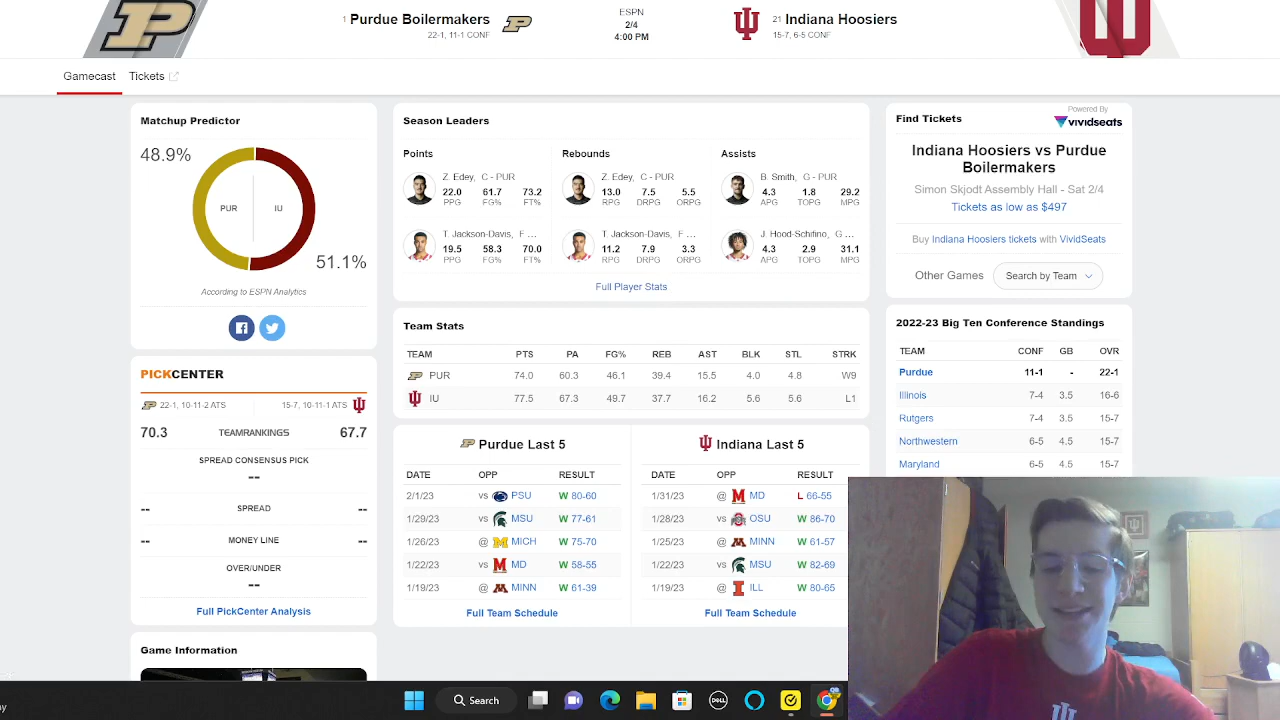 1 Purdue Boilermakers
22-1, 11-1 CONF
ESPN
2/4
4:00 PM
21 Indiana Hoosiers
15-7, 6-5 CONF
Gamecast Tickets
Matchup Predictor
48.9%
PUR IU
51.1%
According to ESPN Analytics
PICKCENTER
22-1, 10-11-2 ATS 15-7, 10-11-1 ATS
70.3 TEAMRANKINGS 67.7
SPREAD CONSENSUS PICK
--
-- SPREAD --
-- MONEY LINE --
OVER/UNDER
--
Full PickCenter Analysis
Game Information
Season Leaders
Points Rebounds Assists
Z. Edey, C - PUR Z. Edey, C - PUR B. Smith, G - PUR
22.0 61.7 73.2 13.0 7.5 5.5 4.3 1.8 29.2
PPG FG% FT% RPG DRPG ORPG APG TOPG MPG
T. Jackson-Davis, F ... T. Jackson-Davis, F ... J. Hood-Schifino, G ...
19.5 58.3 70.0 11.2 7.9 3.3 4.3 2.9 31.1
PPG FG% FT% RPG DRPG ORPG APG TOPG MPG
Full Player Stats
Team Stats
TEAM PTS PA FG% REB AST BLK STL STRK
PUR 74.0 60.3 46.1 39.4 15.5 4.0 4.8 W9
IU 77.5 67.3 49.7 37.7 16.2 5.6 5.6 L1
Purdue Last 5
DATE OPP RESULT
2/1/23 vs PSU W 80-60
1/29/23 vs MSU W 77-61
1/26/23 @ MICH W 75-70
1/22/23 vs MD W 58-55
1/19/23 @ MINN W 61-39
Full Team Schedule
Indiana Last 5
DATE OPP RESULT
1/31/23 @ MD L 66-55
1/28/23 vs OSU W 86-70
1/25/23 @ MINN W 61-57
1/22/23 vs MSU W 82-69
1/19/23 @ ILL W 80-65
Full Team Schedule
Find Tickets
Powered By
vividseats
Indiana Hoosiers vs Purdue
Boilermakers
Simon Skjodt Assembly Hall - Sat 2/4
Tickets as low as $497
Buy Indiana Hoosiers tickets with VividSeats
Other Games Search by Team
2022-23 Big Ten Conference Standings
TEAM CONF GB OVR
Purdue 11-1 - 22-1
Illinois 7-4 3.5 16-6
Rutgers 7-4 3.5 15-7
Northwestern 6-5 4.5 15-7
Maryland 6-5 4.5 15-7
Search
DELL